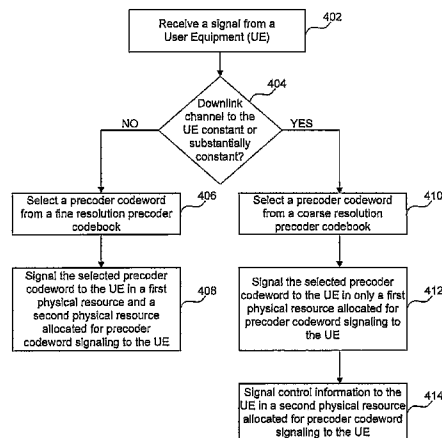 Receive a signal from a
User Equipment (UE)
402
404
Downlink
channel to the
UE constant or
substantially
constant?
NO
YES
406
Select a precoder codeword
from a fine resolution precoder
codebook
410
Select a precoder codeword
from a coarse resolution
precoder codebook
408
Signal the selected precoder
codeword to the UE in a first
physical resource and a
second physical resource
allocated for precoder
codeword signaling to the UE
412
Signal the selected precoder
codeword to the UE in only a first
physical resource allocated for
precoder codeword signaling to
the UE
414
Signal control information to the
UE in a second physical resource
allocated for precoder codeword
signaling to the UE